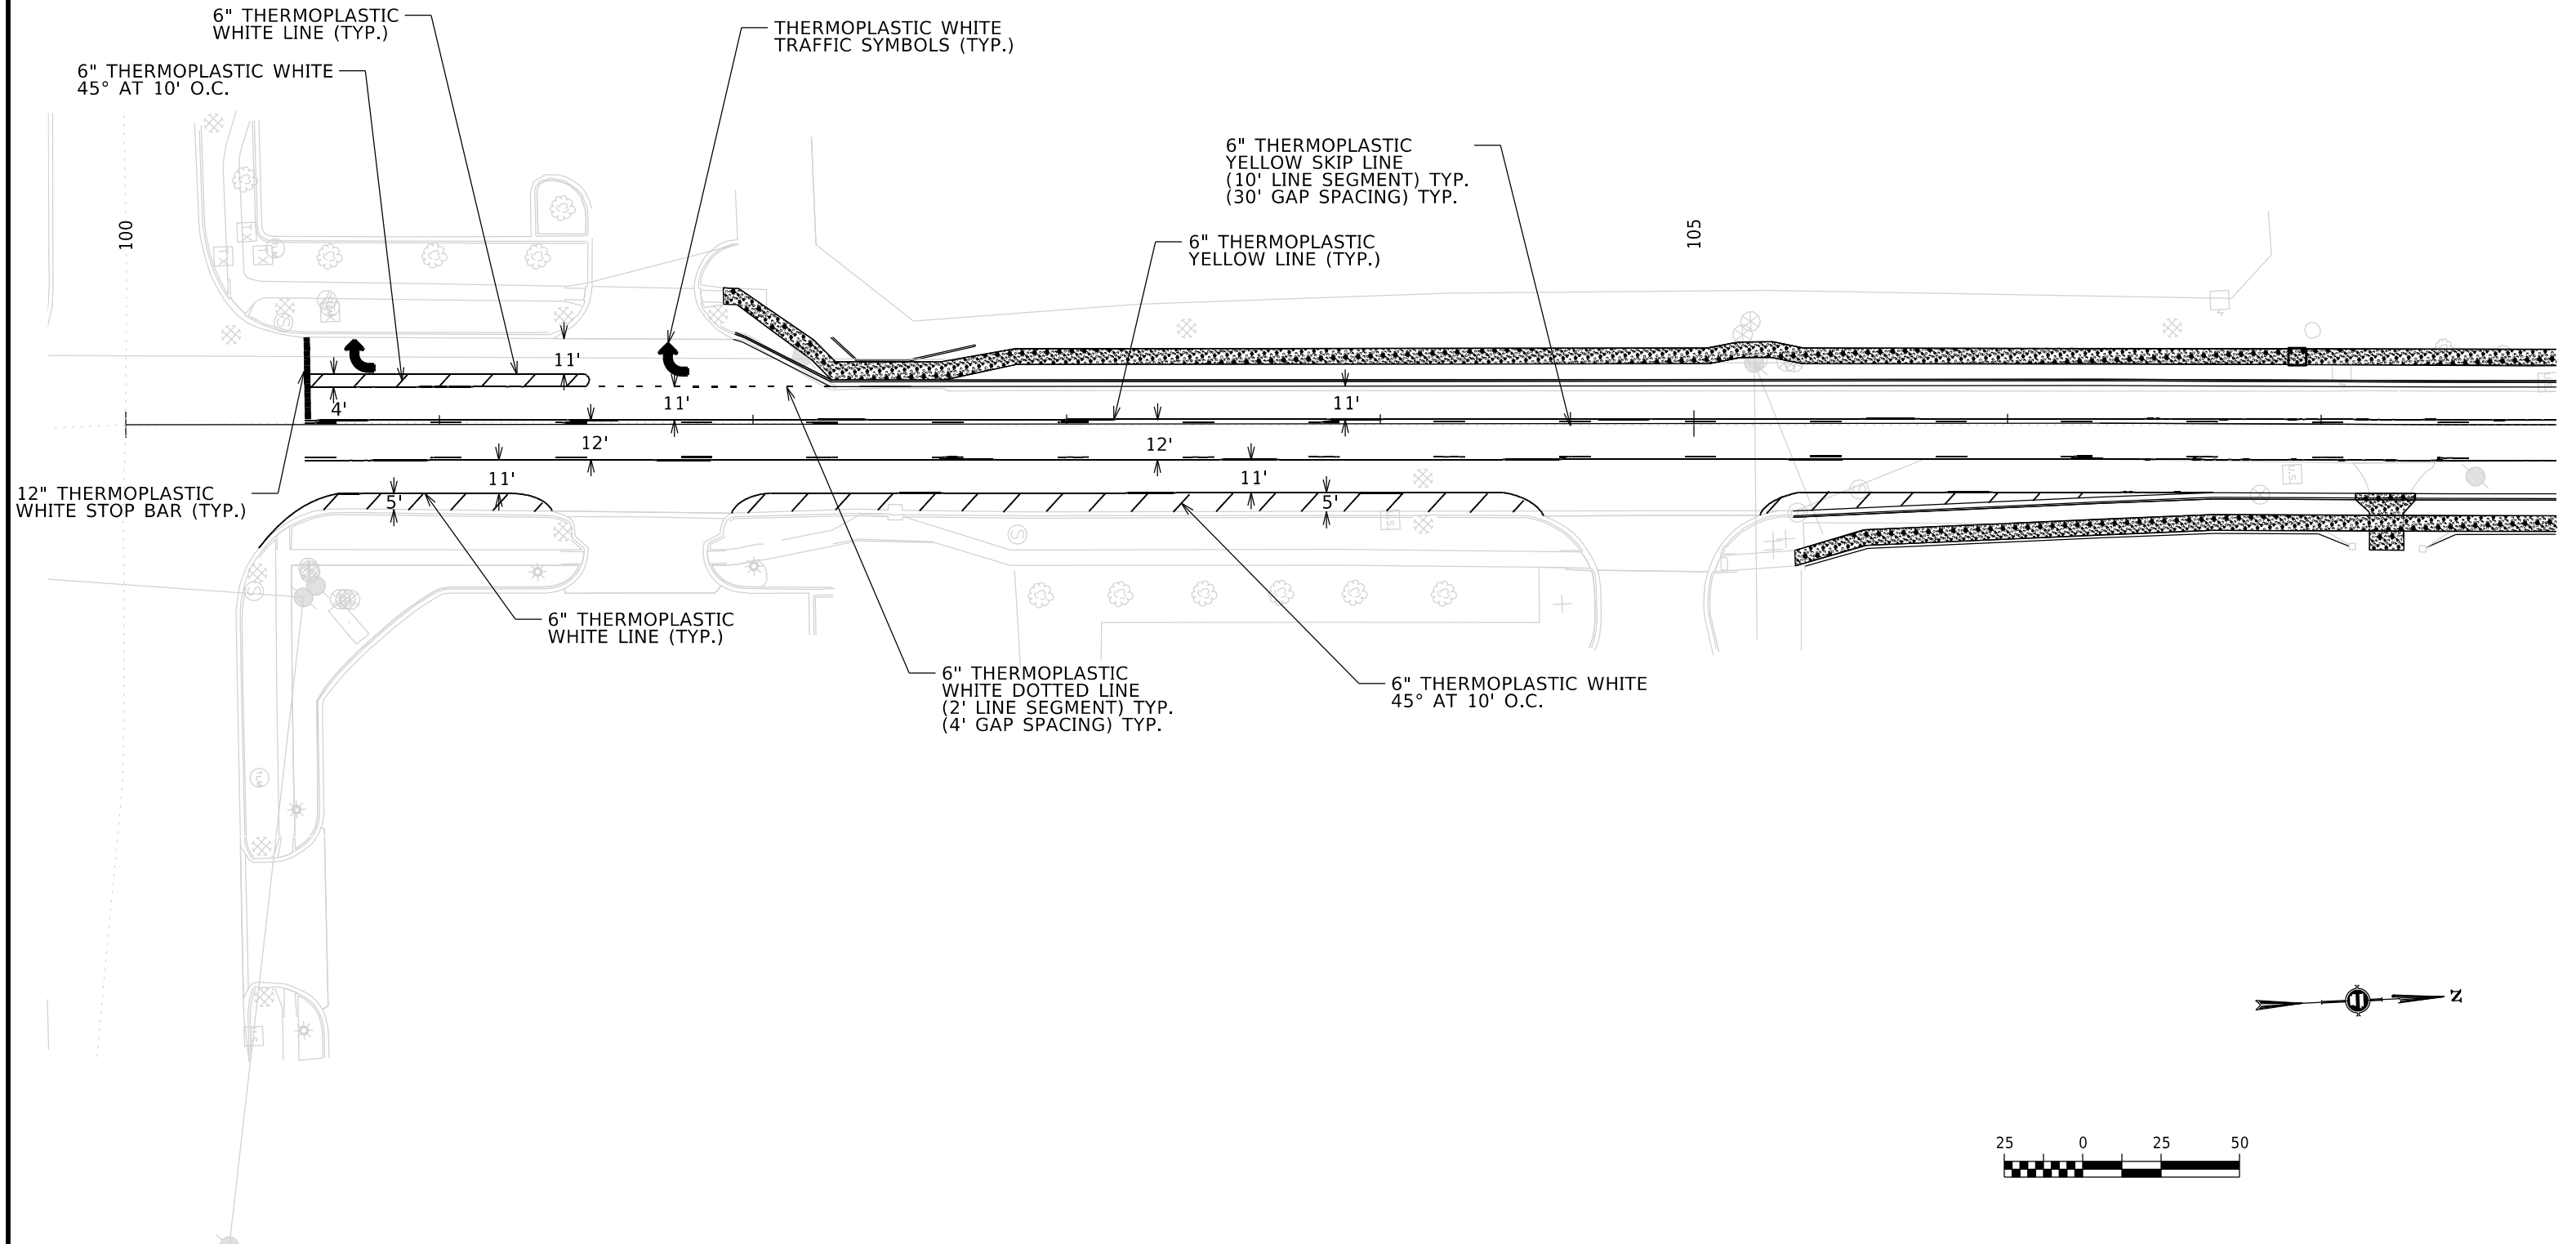 6" THERMOPLASTIC
WHITE LINE (TYP.)
THERMOPLASTIC WHITE
TRAFFIC SYMBOLS (TYP.)
6" THERMOPLASTIC WHITE
45° AT 10' O.C.
6" THERMOPLASTIC
YELLOW SKIP LINE
(10' LINE SEGMENT) TYP.
(30' GAP SPACING) TYP.
100
105
6" THERMOPLASTIC
YELLOW LINE (TYP.)
11'
4'
11'
11'
12'
12'
11'
11'
5'
5'
12" THERMOPLASTIC
WHITE STOP BAR (TYP.)
6" THERMOPLASTIC
WHITE LINE (TYP.)
6" THERMOPLASTIC
WHITE DOTTED LINE
(2' LINE SEGMENT) TYP.
(4' GAP SPACING) TYP.
6" THERMOPLASTIC WHITE
45° AT 10' O.C.
N
25 0 25 50